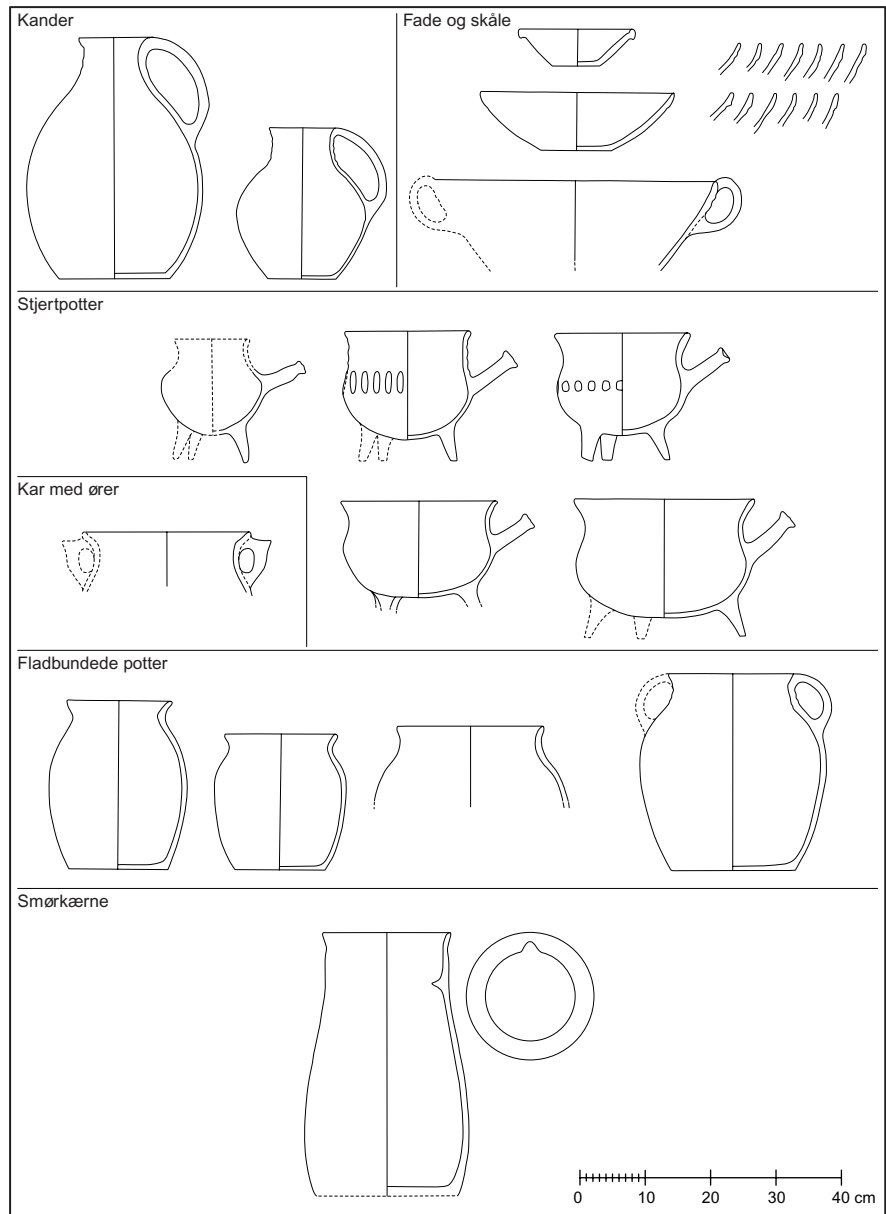 Kander
Fade og skåle
Stjertpotter
Kar med ører
Fladbundede potter
Smørkærne
0 10 20 30 40 cm